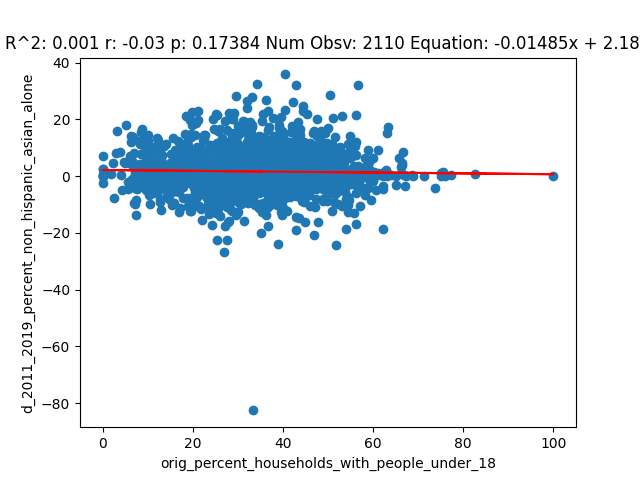 R^2: 0.001 r: -0.03 p: 0.17384 Num Obsv: 2110 Equation: -0.01485x + 2.18
d_2011_2019_percent_non_hispanic_asian_alone
40
20
0
−20
−40
−60
−80
0 20 40 60 80 100
orig_percent_households_with_people_under_18